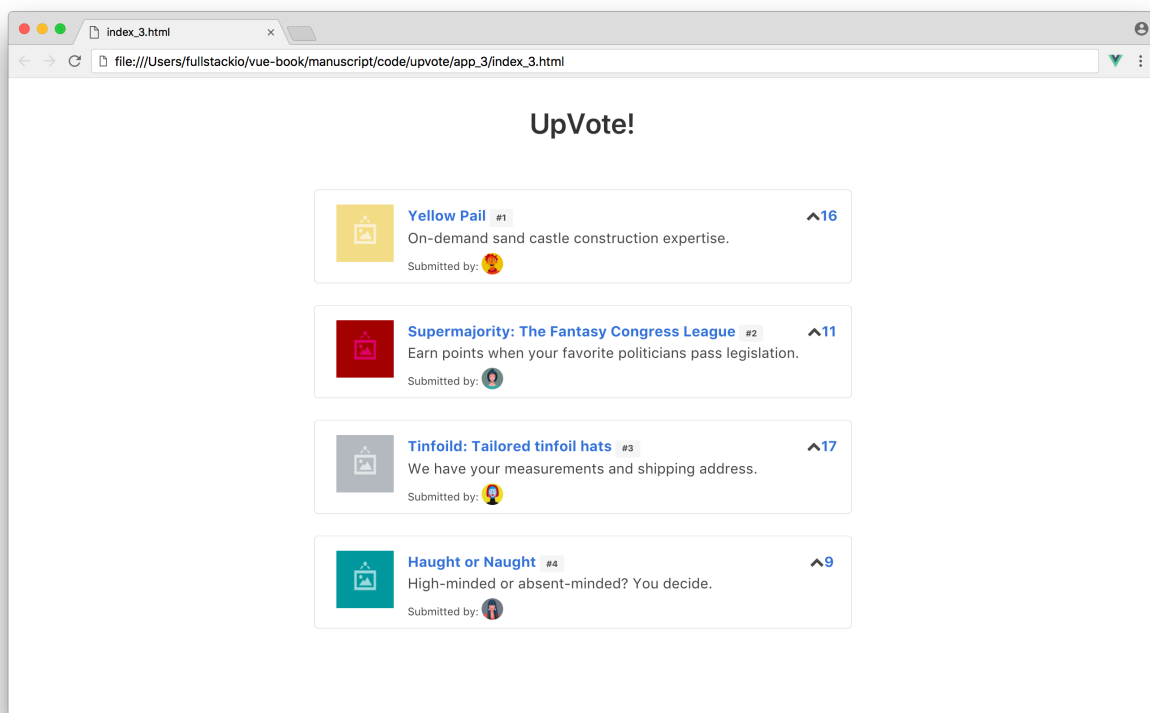 index_3.html
file:///Users/fullstackio/vue-book/manuscript/code/upvote/app_3/index_3.html
UpVote!
Yellow Pail #1 16
On-demand sand castle construction expertise.
Submitted by:
Supermajority: The Fantasy Congress League #2 11
Earn points when your favorite politicians pass legislation.
Submitted by:
Tinfoild: Tailored tinfoil hats #3 17
We have your measurements and shipping address.
Submitted by:
Haught or Naught #4 9
High-minded or absent-minded? You decide.
Submitted by: